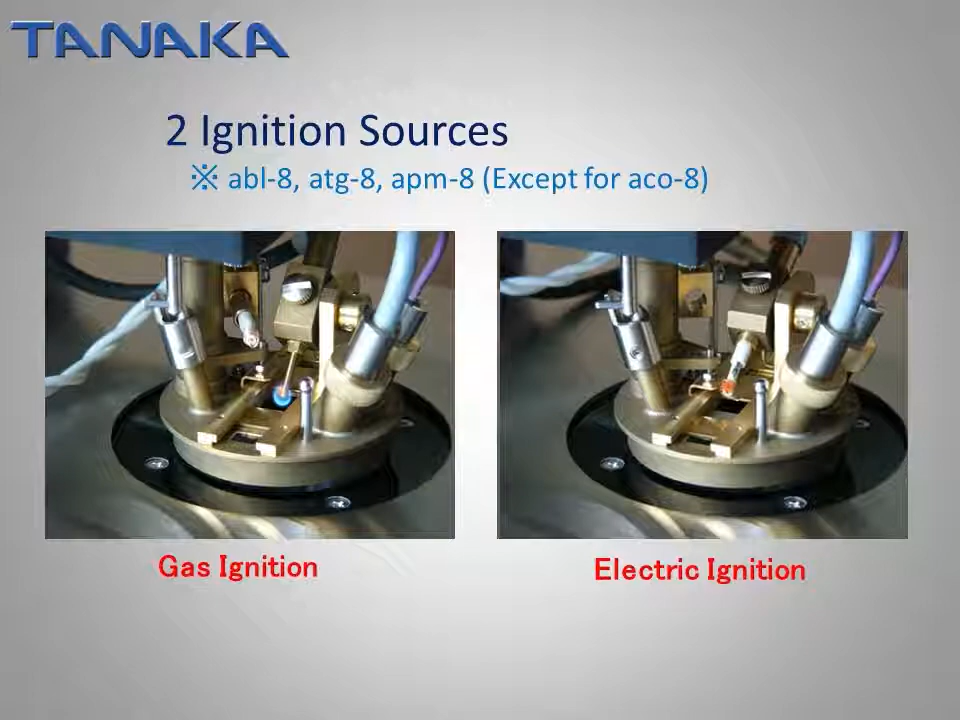 TANAKA
2 Ignition Sources
※ abl-8, atg-8, apm-8 (Except for aco-8)
Gas Ignition
Electric Ignition